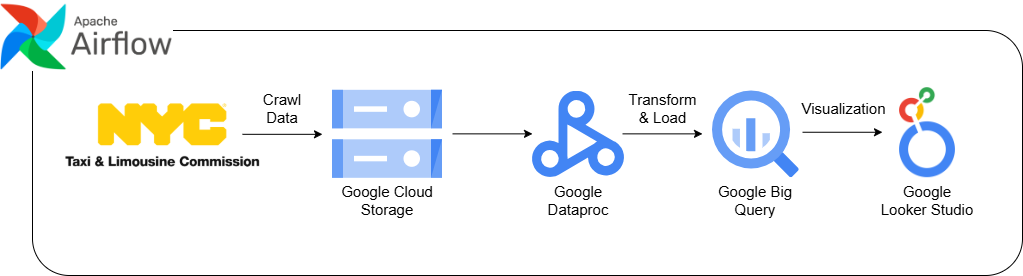 Apache
Airflow
NYC
Taxi & Limousine Commission
Crawl
Data
Google Cloud
Storage
Google
Dataproc
Transform
& Load
Google Big
Query
Visualization
Google
Looker Studio